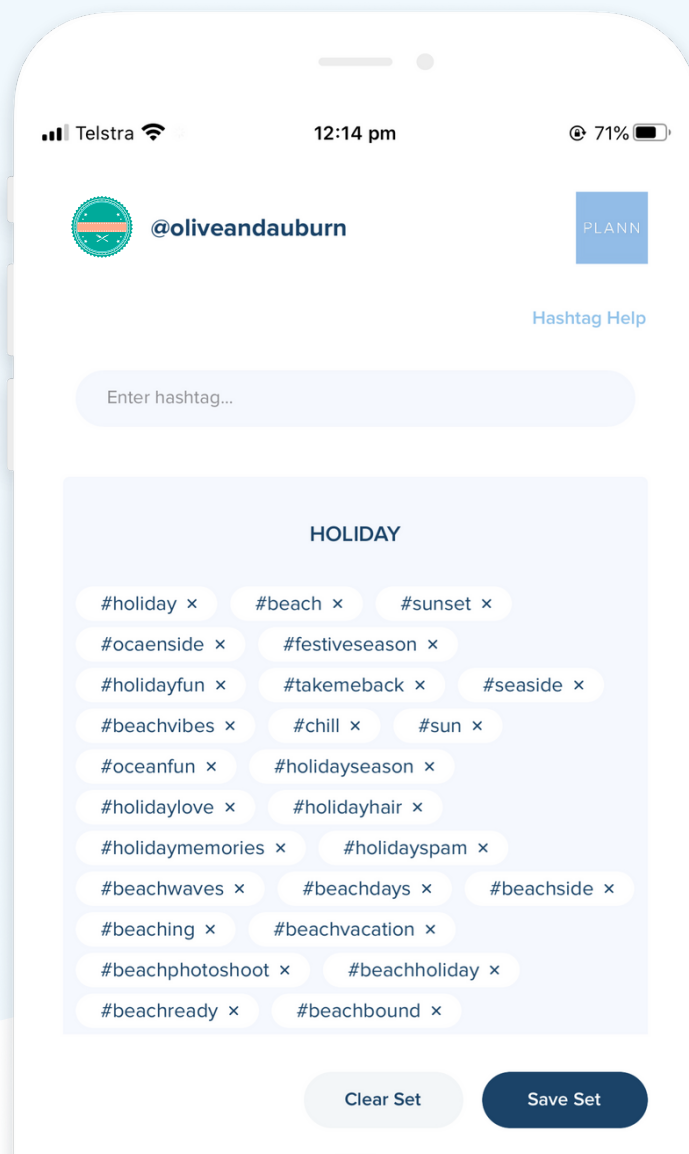 Telstra 12:14 pm 71%
@oliveandauburn PLANN
Hashtag Help
Enter hashtag...
HOLIDAY
#holiday × #beach × #sunset ×
#ocaenside × #festiveseason ×
#holidayfun × #takemeback × #seaside ×
#beachvibes × #chill × #sun ×
#oceanfun × #holidayseason ×
#holidaylove × #holidayhair ×
#holidaymemories × #holidayspam ×
#beachwaves × #beachdays × #beachside ×
#beaching × #beachvacation ×
#beachphotoshoot × #beachholiday ×
#beachready × #beachbound ×
Clear Set Save Set